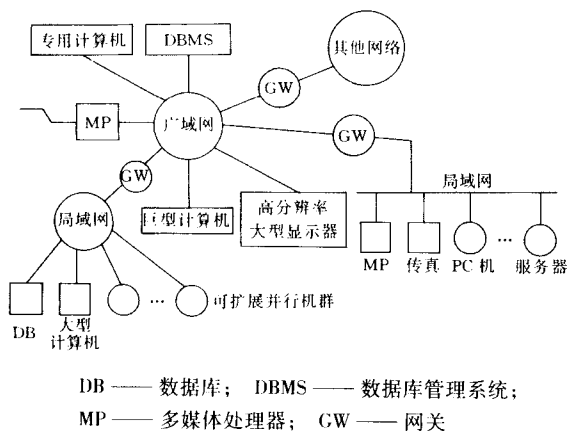 专用计算机
DBMS
其他网络
GW
MP
广域网
GW
GW
局域网
局域网
巨型计算机
高分辨率
大型显示器
MP
传真
PC机
…
服务器
DB
大型
计算机
…
可扩展并行机群
DB —— 数据库； DBMS —— 数据库管理系统；
MP —— 多媒体处理器； GW —— 网关